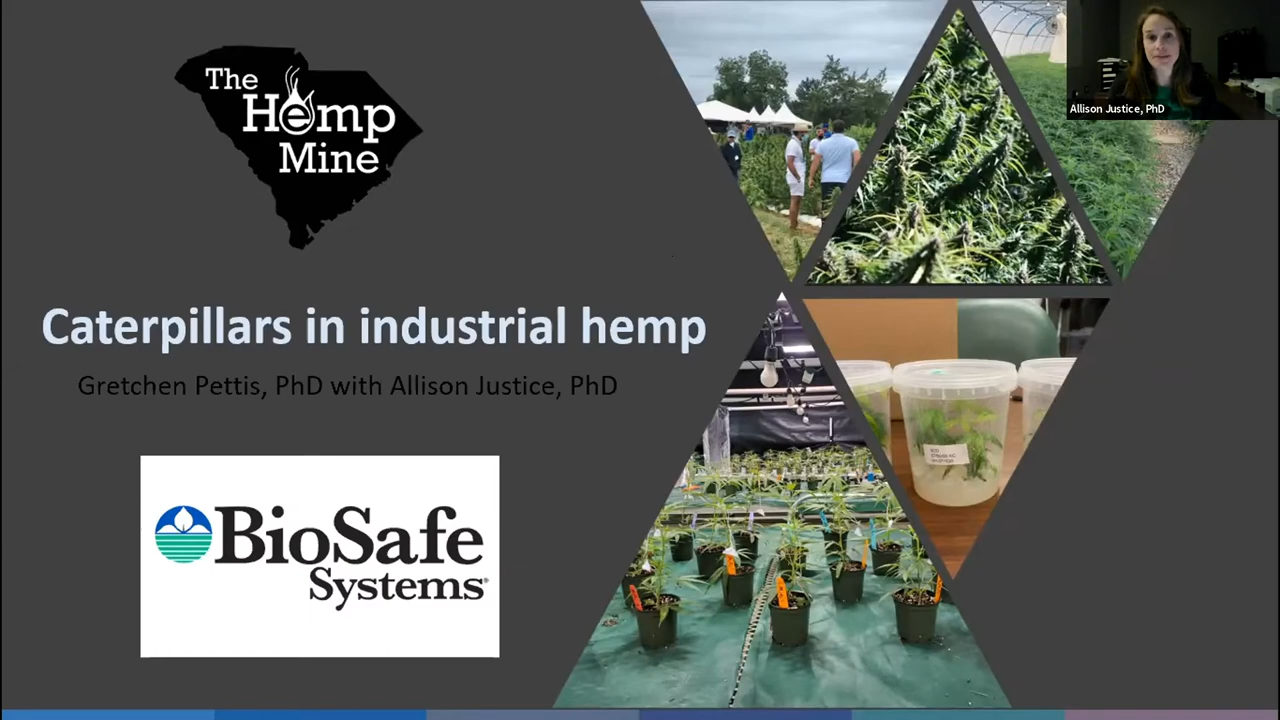 The
Hemp
Mine
Caterpillars in industrial hemp
Gretchen Pettis, PhD with Allison Justice, PhD
BioSafe
Systems
Allison Justice, PhD